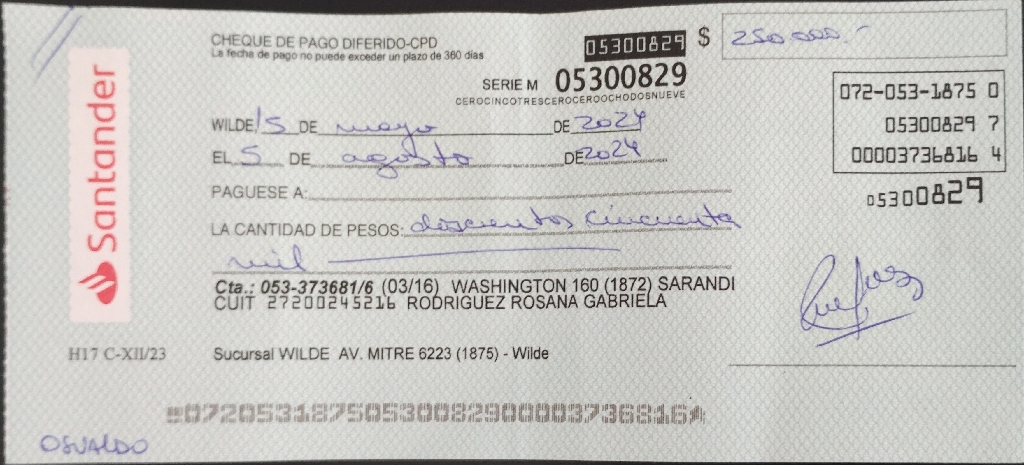 Santander
CHEQUE DE PAGO DIFERIDO-CPD
La fecha de pago no puede exceder un plazo de 360 días
05300829 $ 250000.-
SERIE M 05300829
CEROCINCOTRESCEROCEROOCHODOSNUEVE
072-053-1875 0
05300829 7
00003736816 4
05300829
WILDE, 15 DE mayo DE 2024
EL 5 DE agosto DE 2024
PAGUESE A:
LA CANTIDAD DE PESOS: doscientos cincuenta
mil
Cta.: 053-373681/6 (03/16) WASHINGTON 160 (1872) SARANDI
CUIT 27200245216 RODRIGUEZ ROSANA GABRIELA
H17 C-XII/23
Sucursal WILDE AV. MITRE 6223 (1875) - Wilde
07205318750530082900003736816
OSVALDO